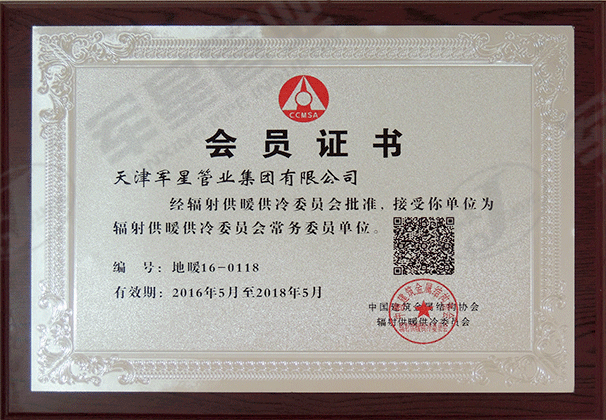 CCMSA
会员证书
天津军星管业集团有限公司
经辐射供暖供冷委员会批准,接受你单位为
辐射供暖供冷委员会常务委员单位。
编 号:地暖16-0118
有效期:2016年5月至2018年5月
中国建筑金属结构协会
辐射供暖供冷委员会
军星管业